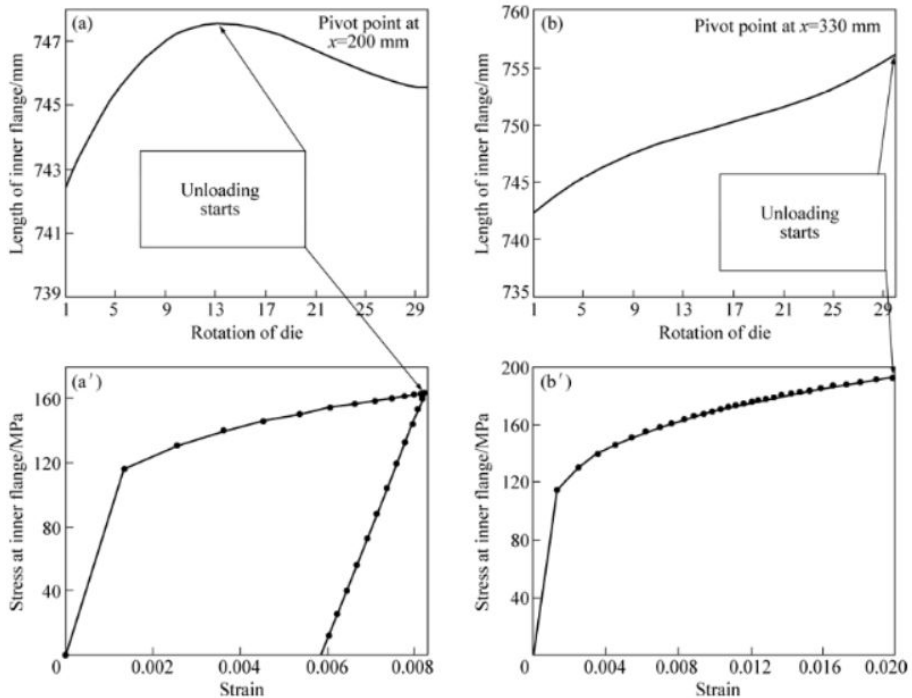 (a)
Pivot point at
x=200 mm
747
745
743
741
739
Length of inner flange/mm
Unloading
starts
1 5 9 13 17 21 25 29
Rotation of die
(b)
Pivot point at x=330 mm
760
755
750
745
740
735
Length of inner flange/mm
Unloading
starts
1 5 9 13 17 21 25 29
Rotation of die
(a′)
160
120
80
40
Stress at inner flange/MPa
0 0.002 0.004 0.006 0.008
Strain
(b′)
200
160
120
80
40
Stress at inner flange/MPa
0 0.004 0.008 0.012 0.016 0.020
Strain